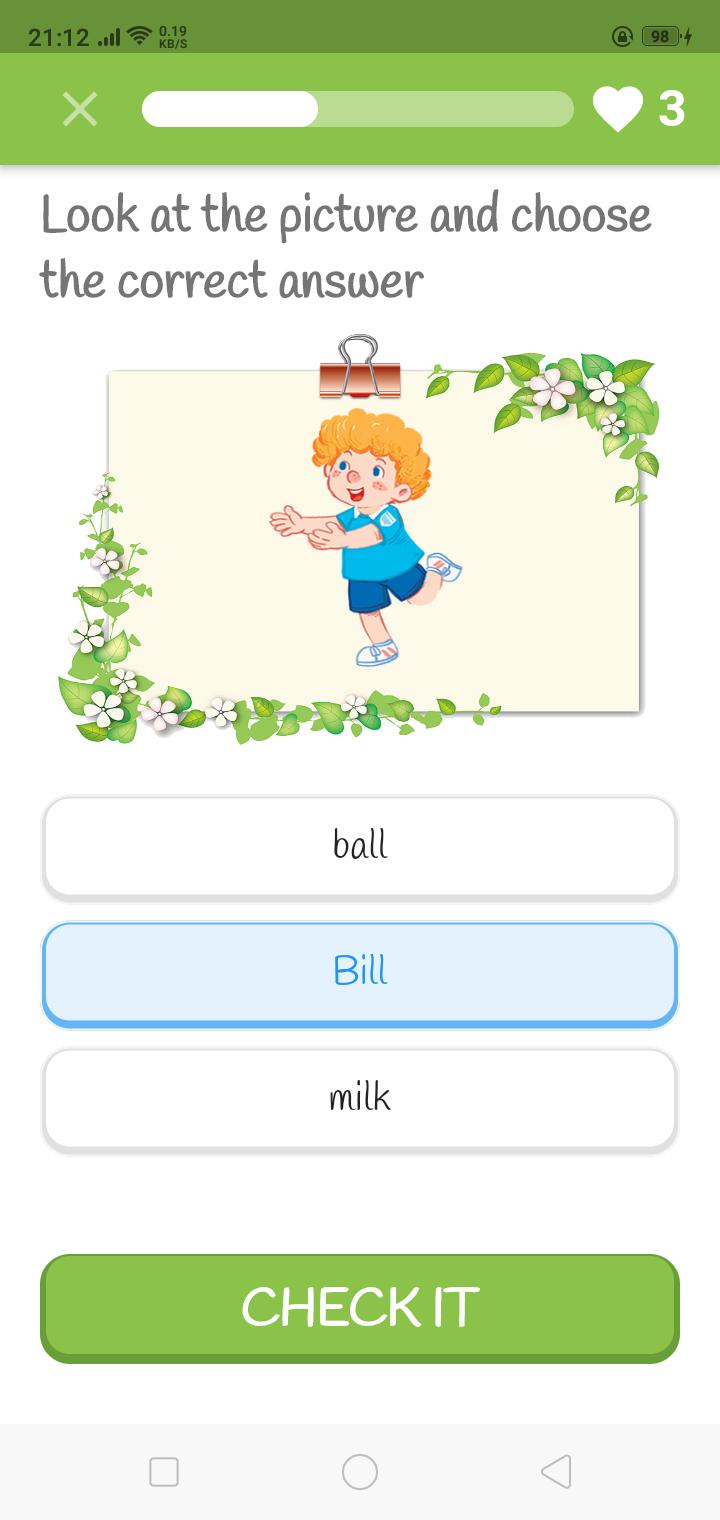 21:12 0.19 KB/S 98
3
Look at the picture and choose
the correct answer
ball
Bill
milk
CHECK IT